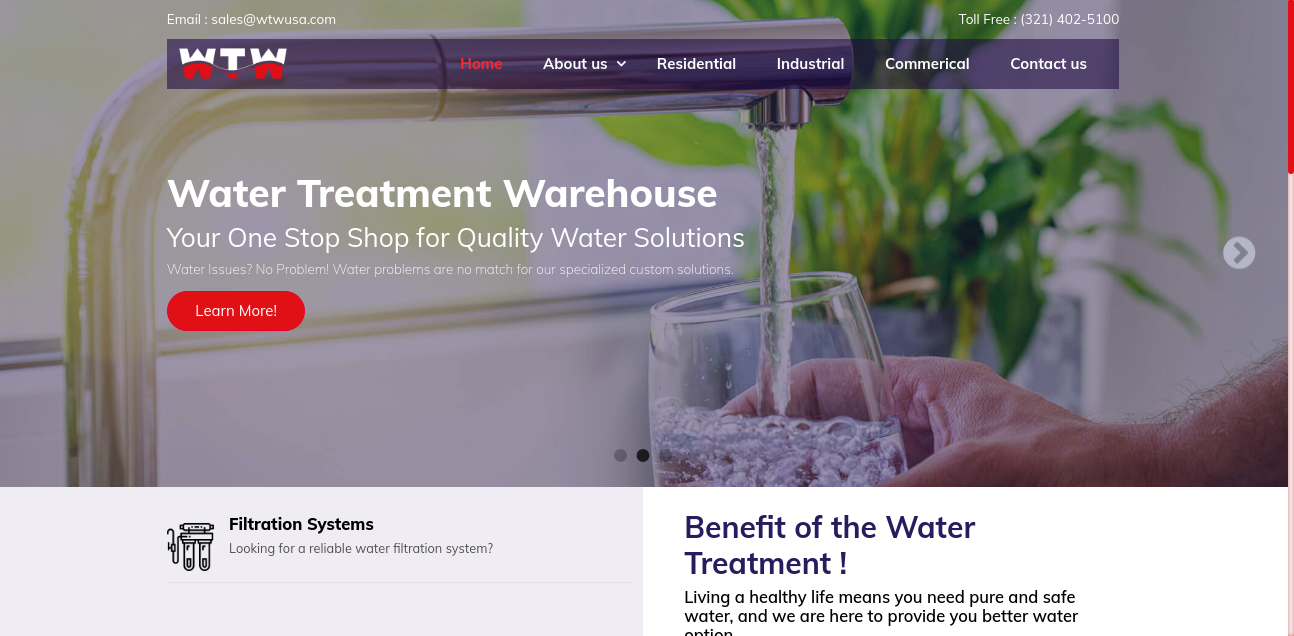 Email : sales@wtwusa.com
Toll Free : (321) 402-5100
WTW
Home
About us
Residential
Industrial
Commerical
Contact us
Water Treatment Warehouse
Your One Stop Shop for Quality Water Solutions
Water Issues? No Problem! Water problems are no match for our specialized custom solutions.
Learn More!
Filtration Systems
Looking for a reliable water filtration system?
Benefit of the Water
Treatment !
Living a healthy life means you need pure and safe
water, and we are here to provide you better water
option